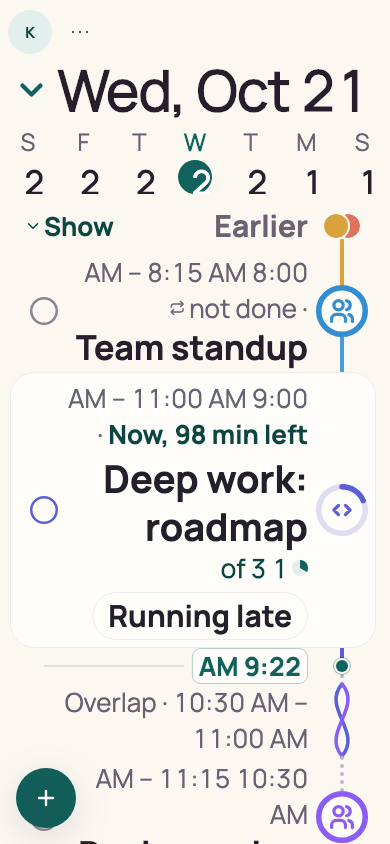 K ...
Wed, Oct 21
S F T W T M S
2 2 2 2 2 1 1
Show Earlier
AM – 8:15 AM 8:00
not done ·
Team standup
AM – 11:00 AM 9:00
· Now, 98 min left
Deep work:
roadmap
of 3 1
Running late
AM 9:22
Overlap · 10:30 AM –
11:00 AM
AM – 11:15 10:30
AM